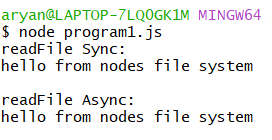 aryan@LAPTOP-7LQ0GK1M MINGW64
$ node program1.js
readFile Sync:
hello from nodes file system
readFile Async:
hello from nodes file system